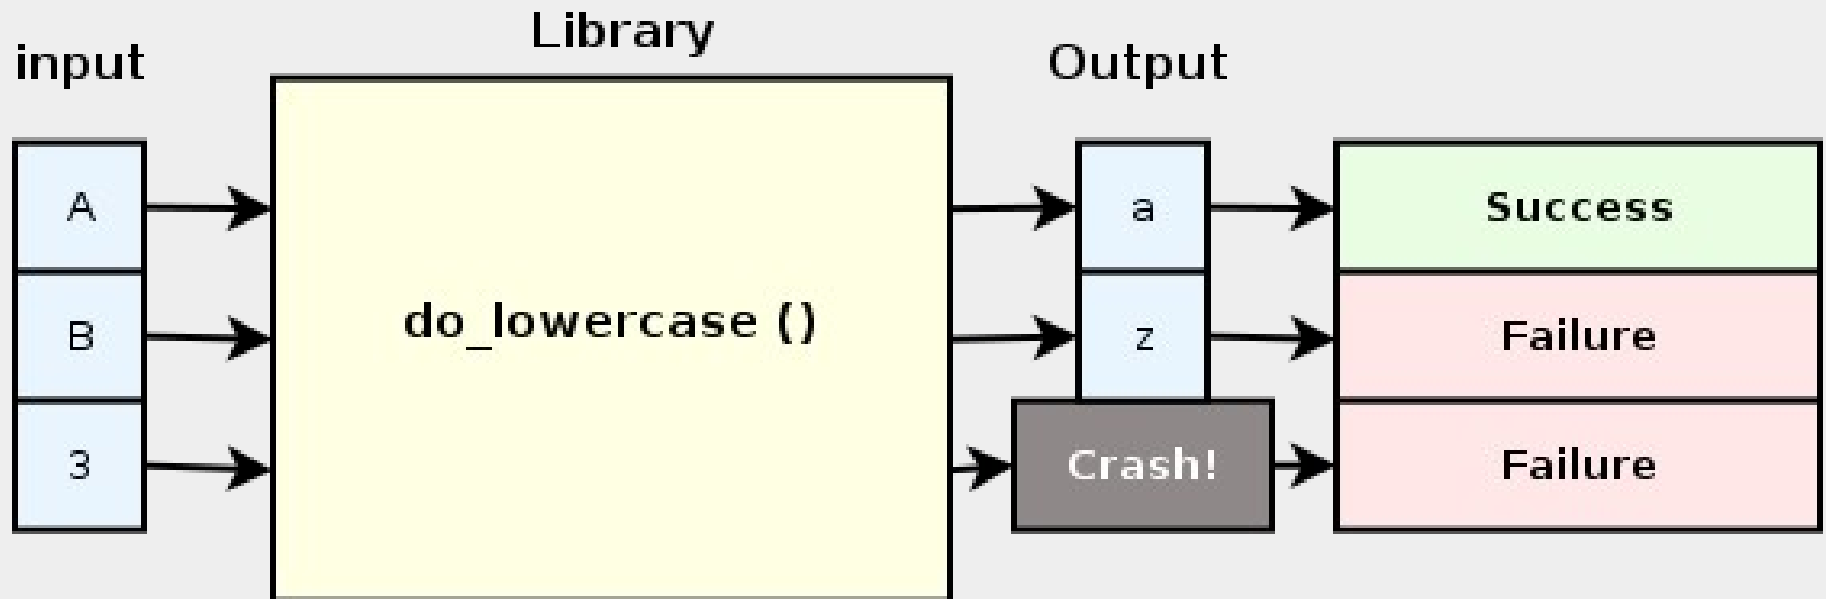 Library
input
Output
A
a
Success
B
do_lowercase ()
z
Failure
3
Crash!
Failure